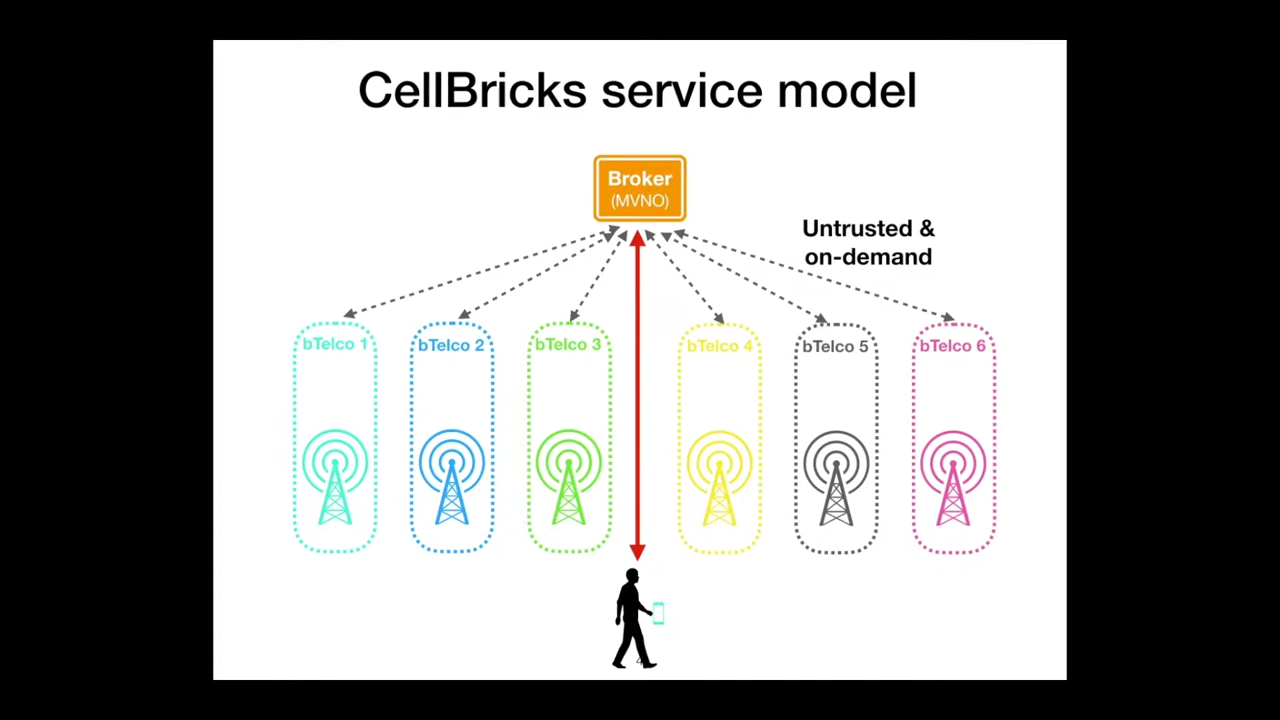 CellBricks service model
Broker
(MVNO)
Untrusted &
on-demand
bTelco 1
bTelco 2
bTelco 3
bTelco 4
bTelco 5
bTelco 6
4